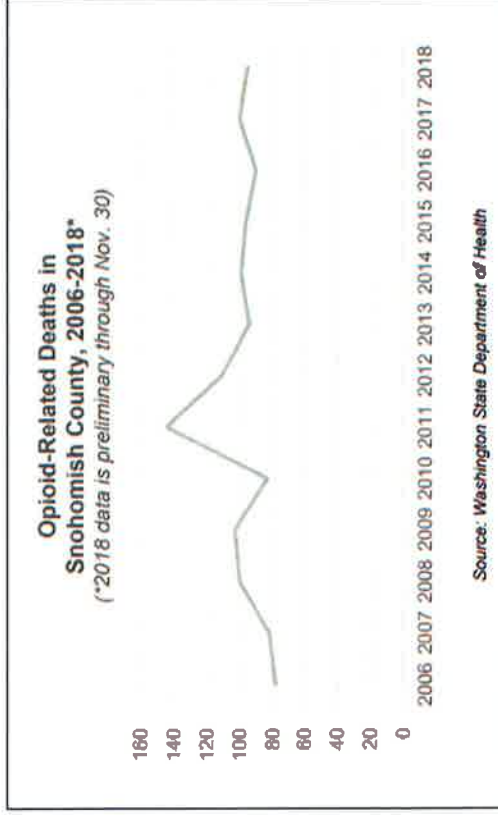 Opioid-Related Deaths in
Snohomish County, 2006-2018*
(*2018 data is preliminary through Nov. 30)
160
140
120
100
80
60
40
20
0
2006 2007 2008 2009 2010 2011 2012 2013 2014 2015 2016 2017 2018
Source: Washington State Department of Health